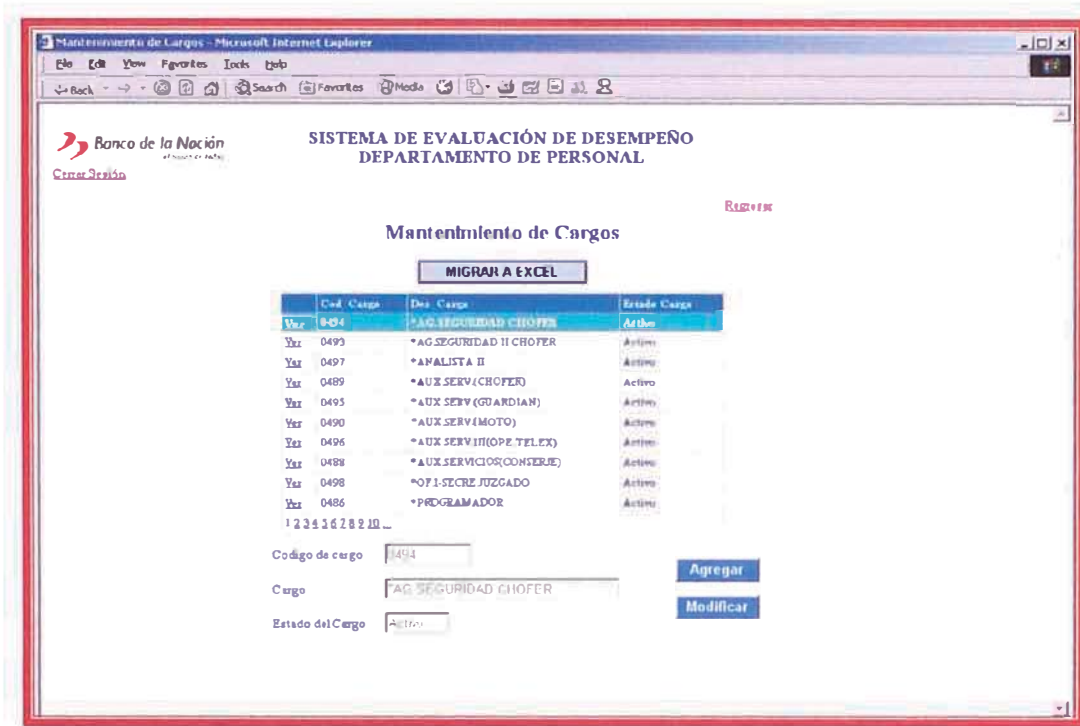 Mantenimiento de Cargos - Microsoft Internet Explorer
File Edit View Favorites Tools Help
Back Search Favorites Media
Banco de la Nación
SISTEMA DE EVALUACIÓN DE DESEMPEÑO
DEPARTAMENTO DE PERSONAL
Cerrar Sesión
Regresar
Mantenimiento de Cargos
MIGRAR A EXCEL
Cod. Cargo Des. Cargo Estado Cargo
Ver 0494 *AG.SEGURIDAD CHOFER Activo
Ver 0493 *AG.SEGURIDAD II CHOFER Activo
Ver 0497 *ANALISTA II Activo
Ver 0489 *AUX SERV.(CHOFER) Activo
Ver 0495 *AUX SERV.(GUARDIAN) Activo
Ver 0490 *AUX.SERV.(MOTO) Activo
Ver 0496 *AUX SERV.III(OPE.TELEX) Activo
Ver 0488 *AUX.SERVICIOS(CONSERJE) Activo
Ver 0498 *OF.I-SECRE.JUZGADO Activo
Ver 0486 *PROGRAMADOR Activo
1 2 3 4 5 6 7 8 9 10 ...
Codigo de cargo 0494
Agregar
Cargo *AG.SEGURIDAD CHOFER
Modificar
Estado del Cargo Activo